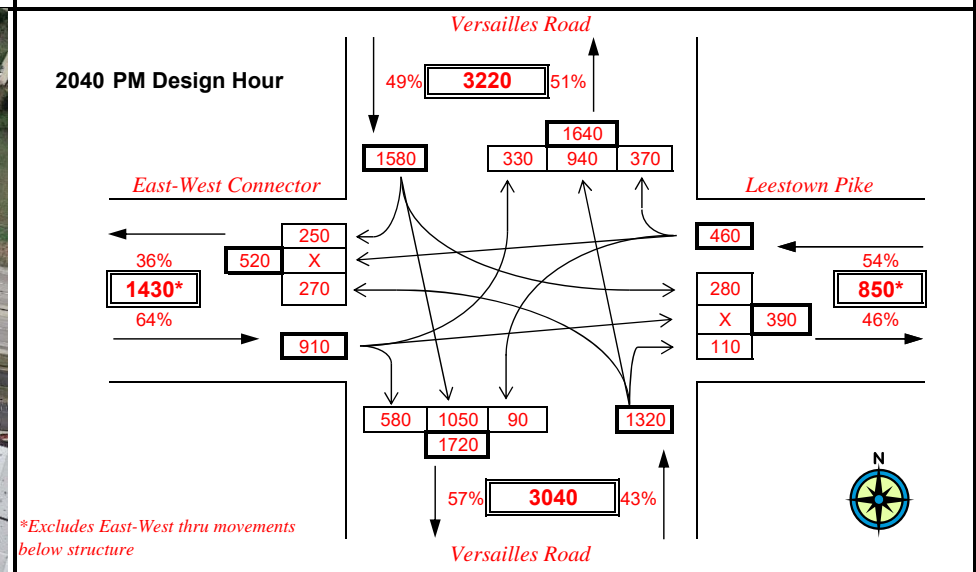 Versailles Road
2040 PM Design Hour
49% 3220 51%
1640
1580 330 940 370
East-West Connector Leestown Pike
250 460
36% 520 X 54%
1430* 270 280 850*
64% X 390 46%
910 110
580 1050 90 1320
1720
57% 3040 43%
N
*Excludes East-West thru movements
below structure
Versailles Road